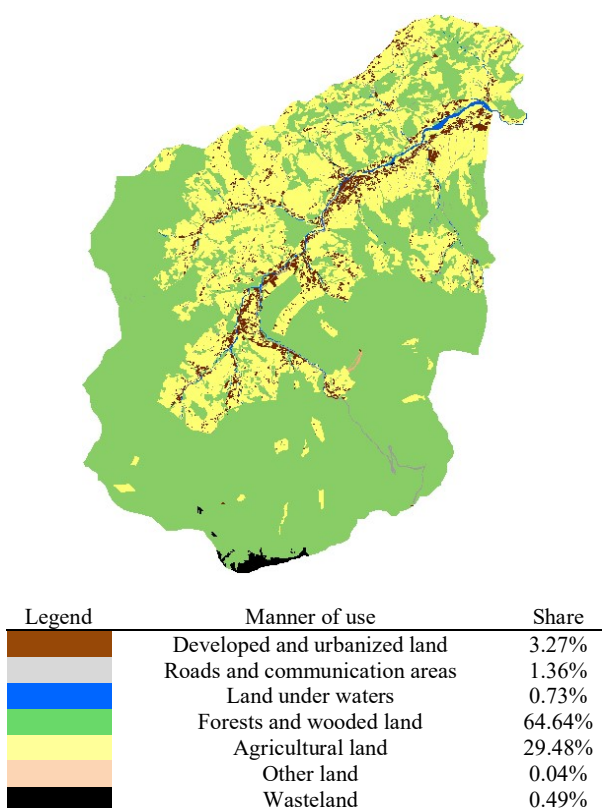 Legend Manner of use Share
Developed and urbanized land 3.27%
Roads and communication areas 1.36%
Land under waters 0.73%
Forests and wooded land 64.64%
Agricultural land 29.48%
Other land 0.04%
Wasteland 0.49%